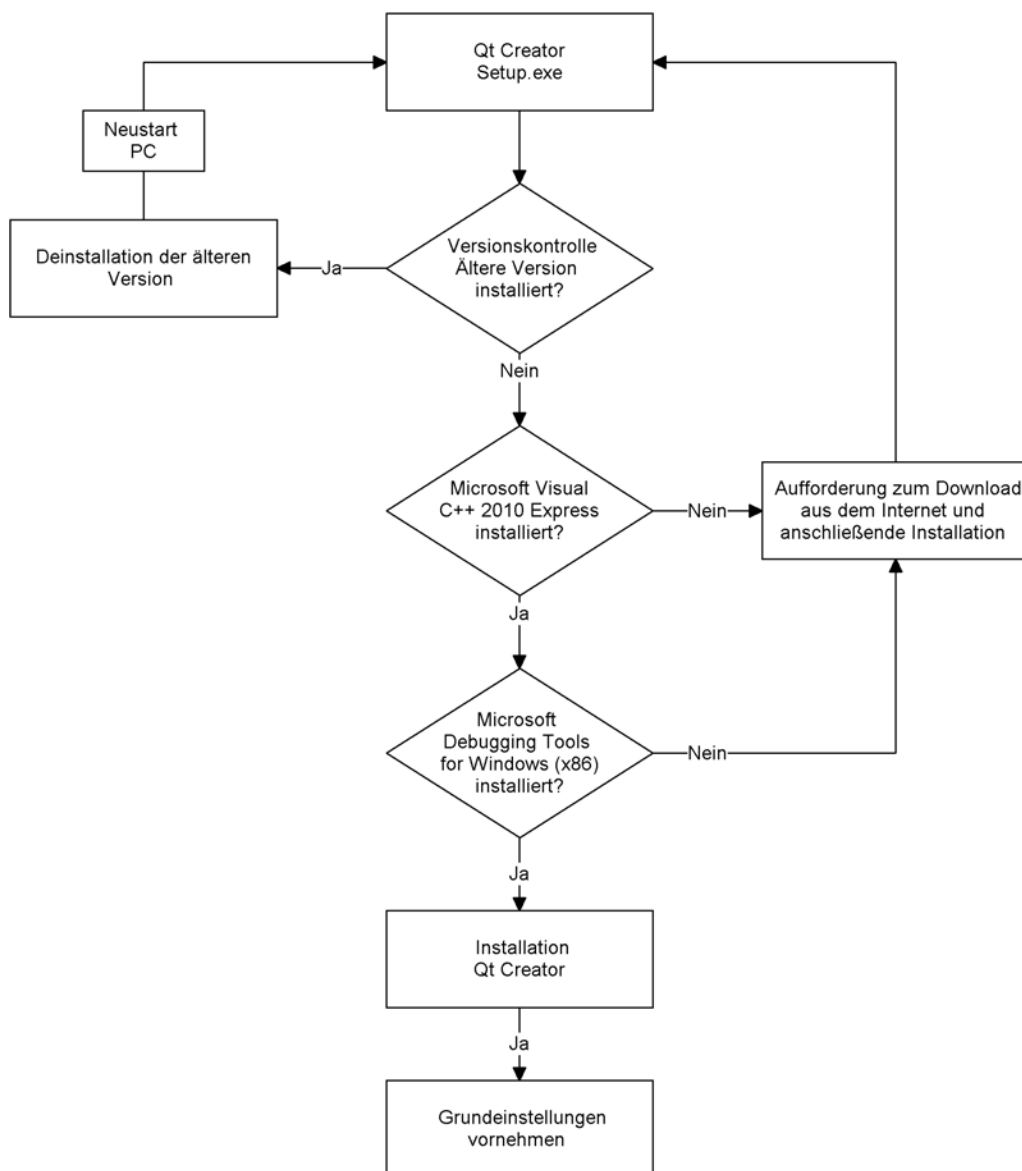 Qt Creator
Setup.exe
Neustart
PC
Deinstallation der älteren
Version
Ja
Versionskontrolle
Ältere Version
installiert?
Nein
Microsoft Visual
C++ 2010 Express
installiert?
Nein
Aufforderung zum Download
aus dem Internet und
anschließende Installation
Ja
Microsoft
Debugging Tools
for Windows (x86)
installiert?
Nein
Ja
Installation
Qt Creator
Ja
Grundeinstellungen
vornehmen